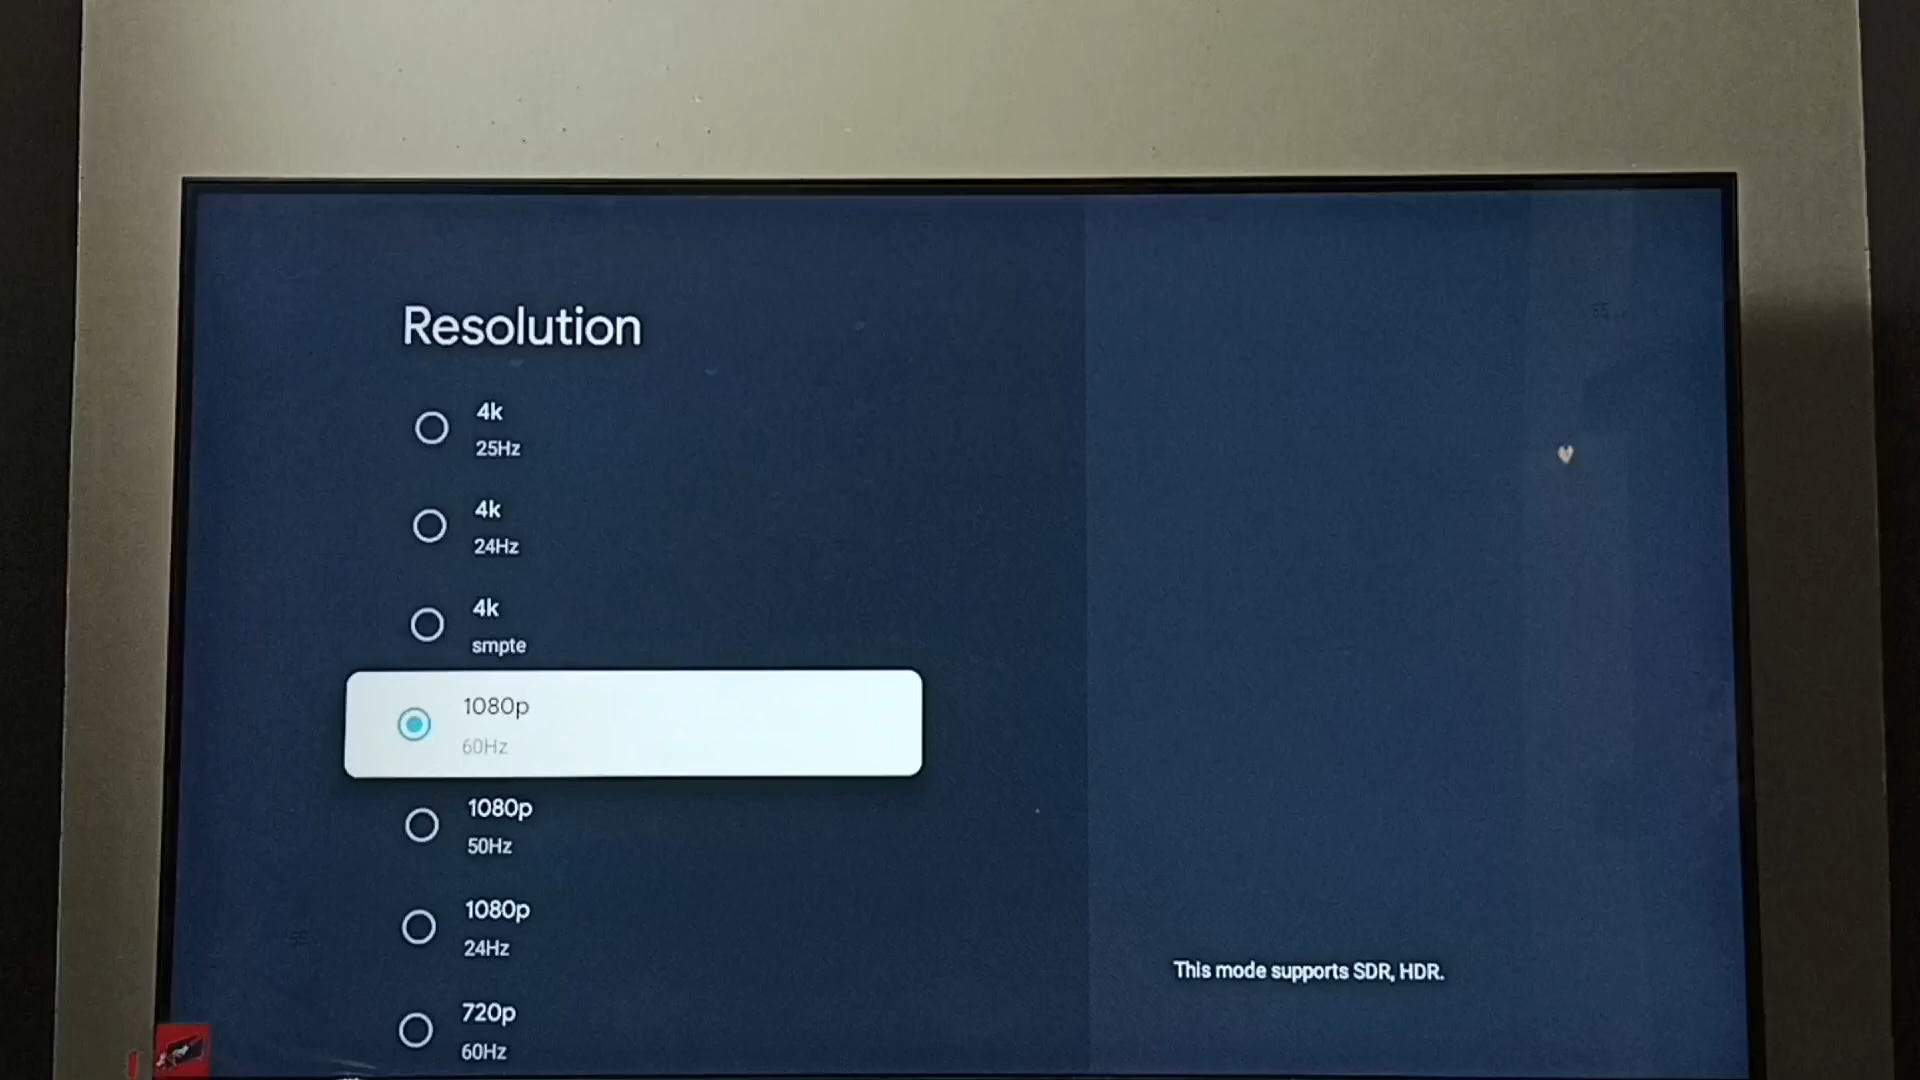 Resolution
4k
25Hz
4k
24Hz
4k
smpte
1080p
60Hz
1080p
50Hz
1080p
24Hz
720p
60Hz
This mode supports SDR, HDR.